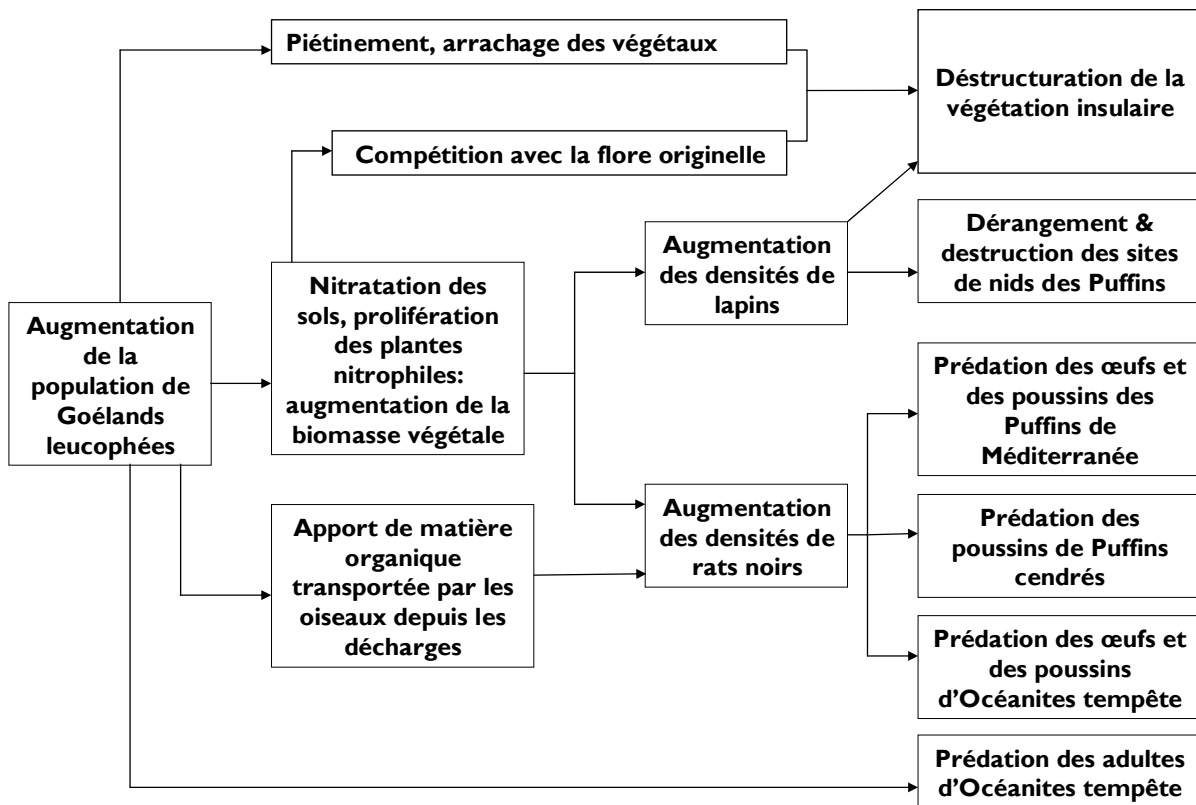 Piétinement, arrachage des végétaux
Déstructuration de la
végétation insulaire
Compétition avec la flore originelle
Augmentation
des densités de
lapins
Dérangement &
destruction des sites
de nids des Puffins
Nitratation des
sols, prolifération
des plantes
nitrophiles:
augmentation de la
biomasse végétale
Augmentation
de la
population de
Goélands
leucophées
Prédation des œufs et
des poussins des
Puffins de
Méditerranée
Augmentation
des densités de
rats noirs
Prédation des
poussins de Puffins
cendrés
Apport de matière
organique
transportée par les
oiseaux depuis les
décharges
Prédation des œufs et
des poussins
d’Océanites tempête
Prédation des adultes
d’Océanites tempête